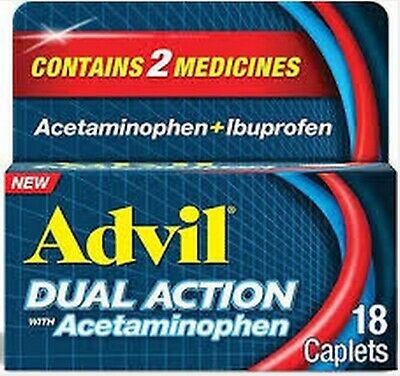 CONTAINS 2 MEDICINES
Acetaminophen+Ibuprofen
NEW
Advil®
DUAL ACTION
WITH Acetaminophen
18
Caplets